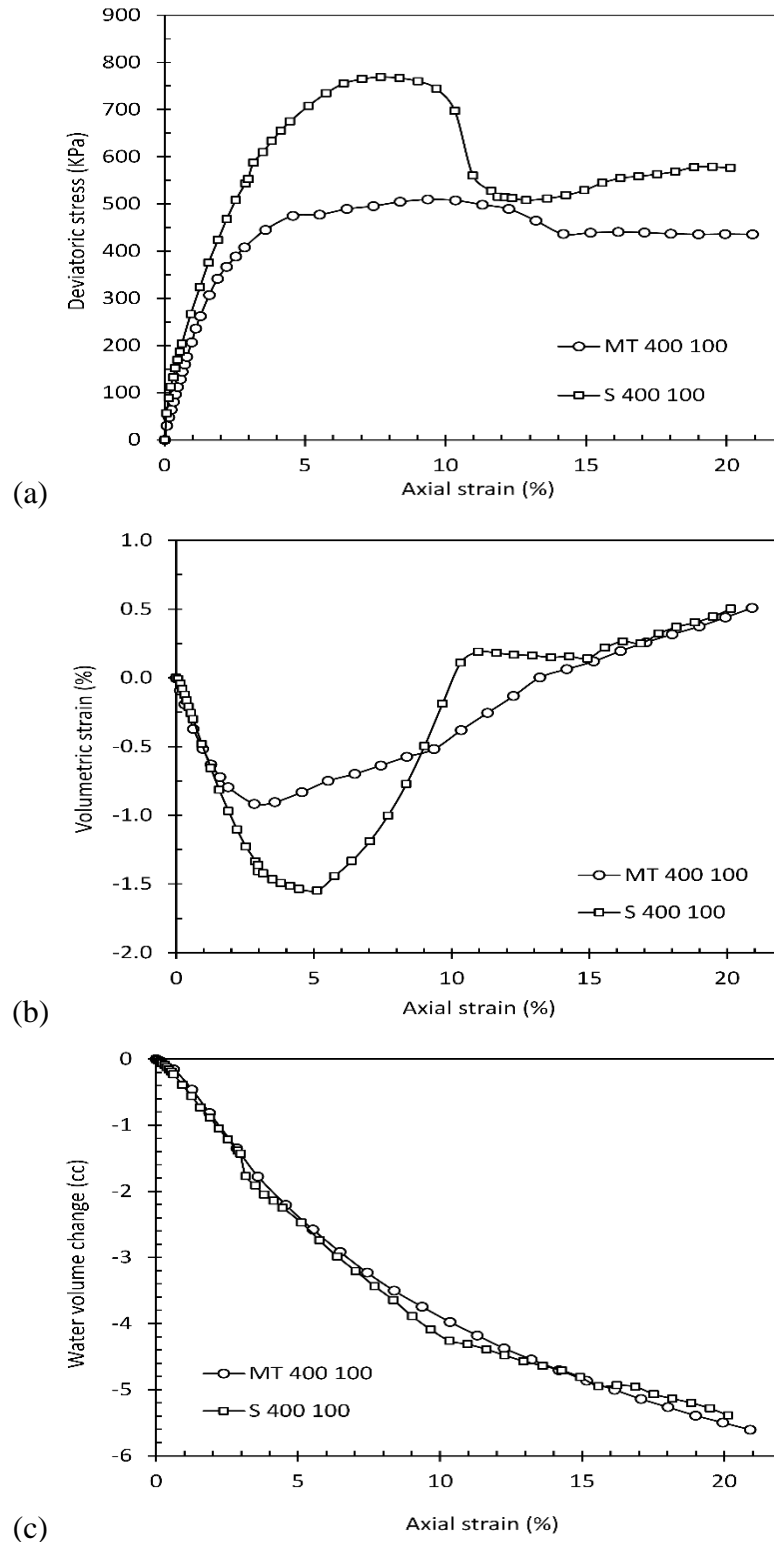 900
800
700
600
500
400
300
200
100
0
Deviatoric stress (KPa)
MT 400 100
S 400 100
0 5 10 15 20
Axial strain (%)
(a)
1.0
0.5
0.0
-0.5
-1.0
-1.5
-2.0
Volumetric strain (%)
MT 400 100
S 400 100
0 5 10 15 20
Axial strain (%)
(b)
0
-1
-2
-3
-4
-5
-6
Water volume change (cc)
MT 400 100
S 400 100
0 5 10 15 20
Axial strain (%)
(c)